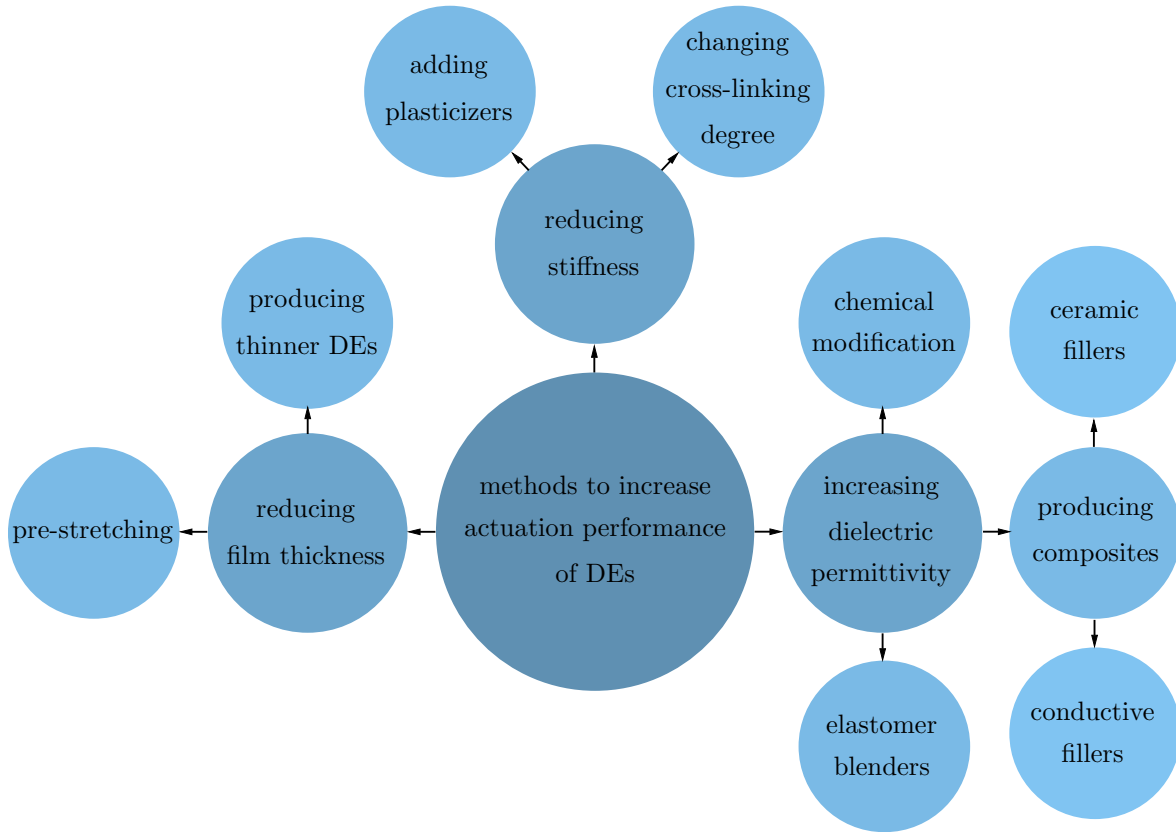 adding
plasticizers
changing
cross-linking
degree
reducing
stiffness
producing
thinner DEs
chemical
modification
ceramic
fillers
pre-stretching
reducing
film thickness
methods to increase
actuation performance
of DEs
increasing
dielectric
permittivity
producing
composites
elastomer
blenders
conductive
fillers